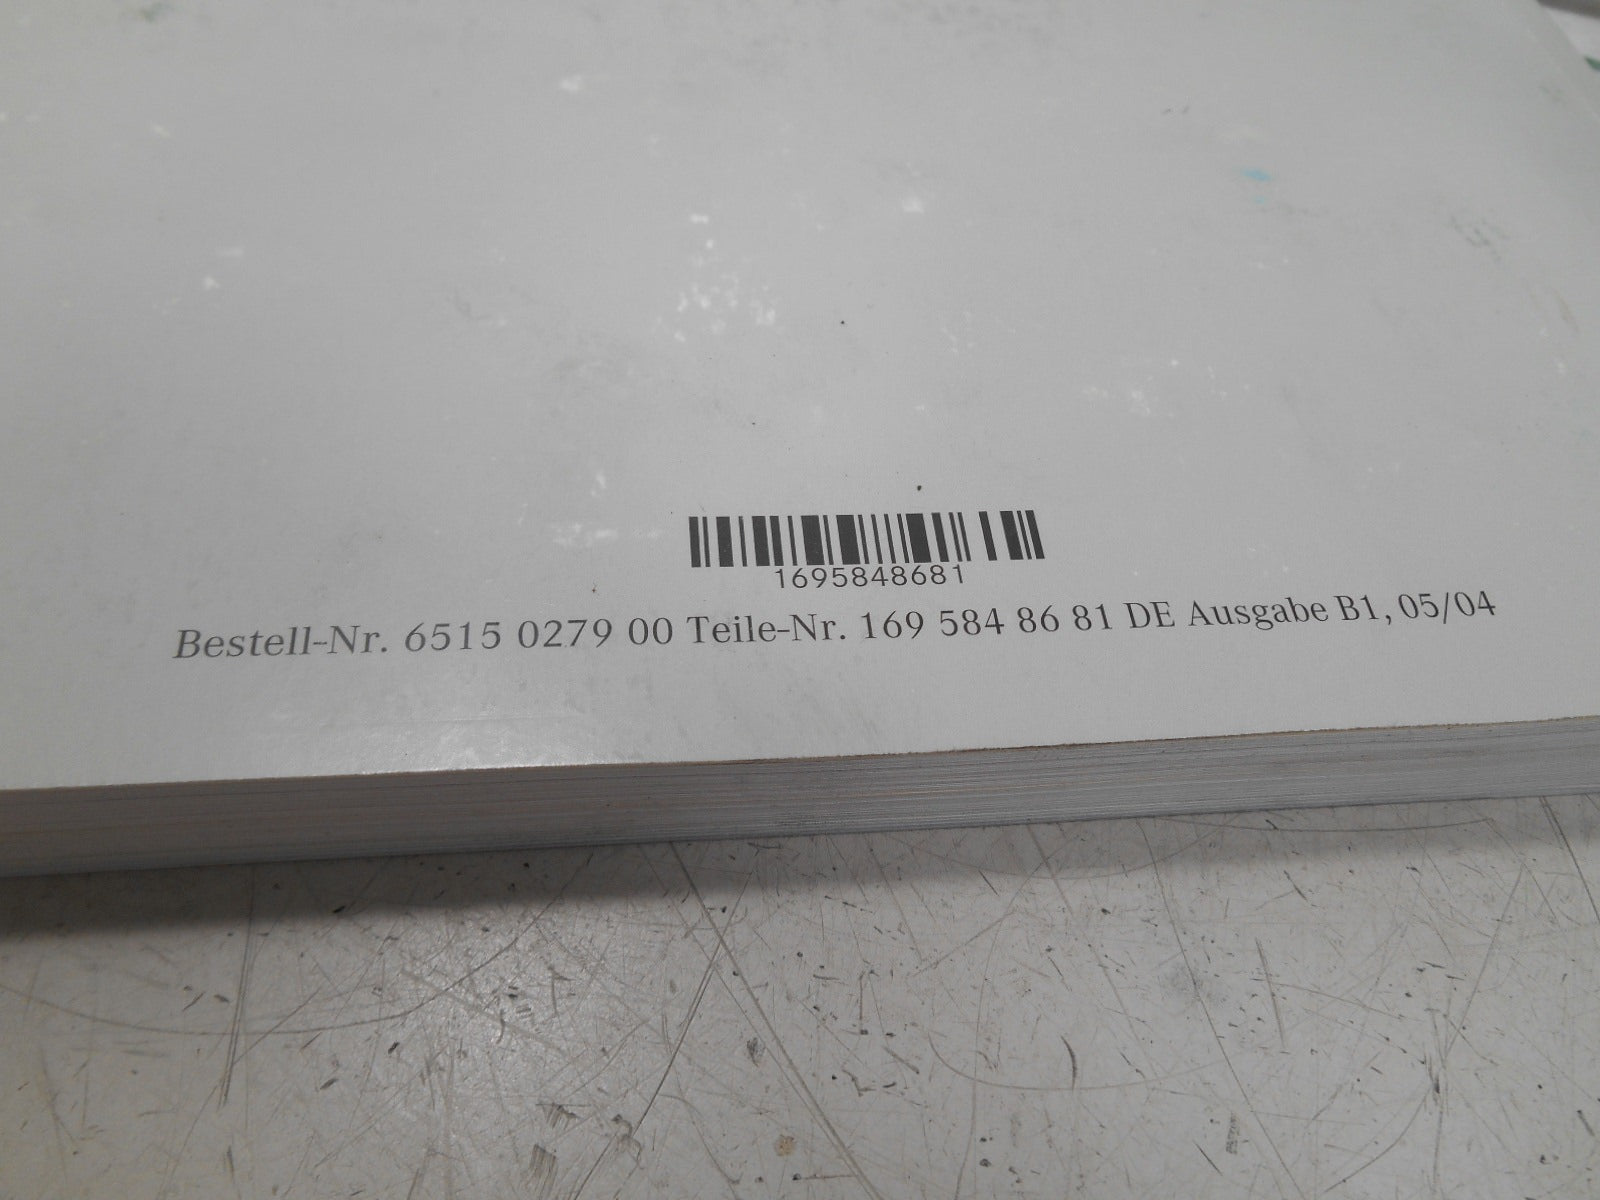 1695848681
Bestell-Nr. 6515 0279 00 Teile-Nr. 169 584 86 81 DE Ausgabe B1, 05/04